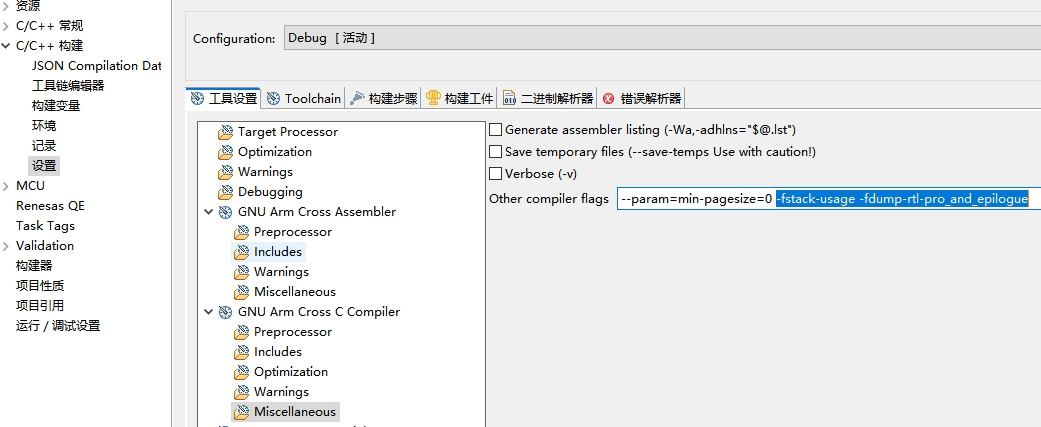 资源
C/C++ 常规
C/C++ 构建
JSON Compilation Dat
工具链编辑器
构建变量
环境
记录
设置
MCU
Renesas QE
Task Tags
Validation
构建器
项目性质
项目引用
运行 / 调试设置
Configuration: Debug [ 活动 ]
工具设置 Toolchain 构建步骤 构建工件 二进制解析器 错误解析器
Target Processor
Optimization
Warnings
Debugging
GNU Arm Cross Assembler
Preprocessor
Includes
Warnings
Miscellaneous
GNU Arm Cross C Compiler
Preprocessor
Includes
Optimization
Warnings
Miscellaneous
Generate assembler listing (-Wa,-adhlns="$@.lst")
Save temporary files (--save-temps Use with caution!)
Verbose (-v)
Other compiler flags --param=min-pagesize=0 -fstack-usage -fdump-rtl-pro_and_epilogue